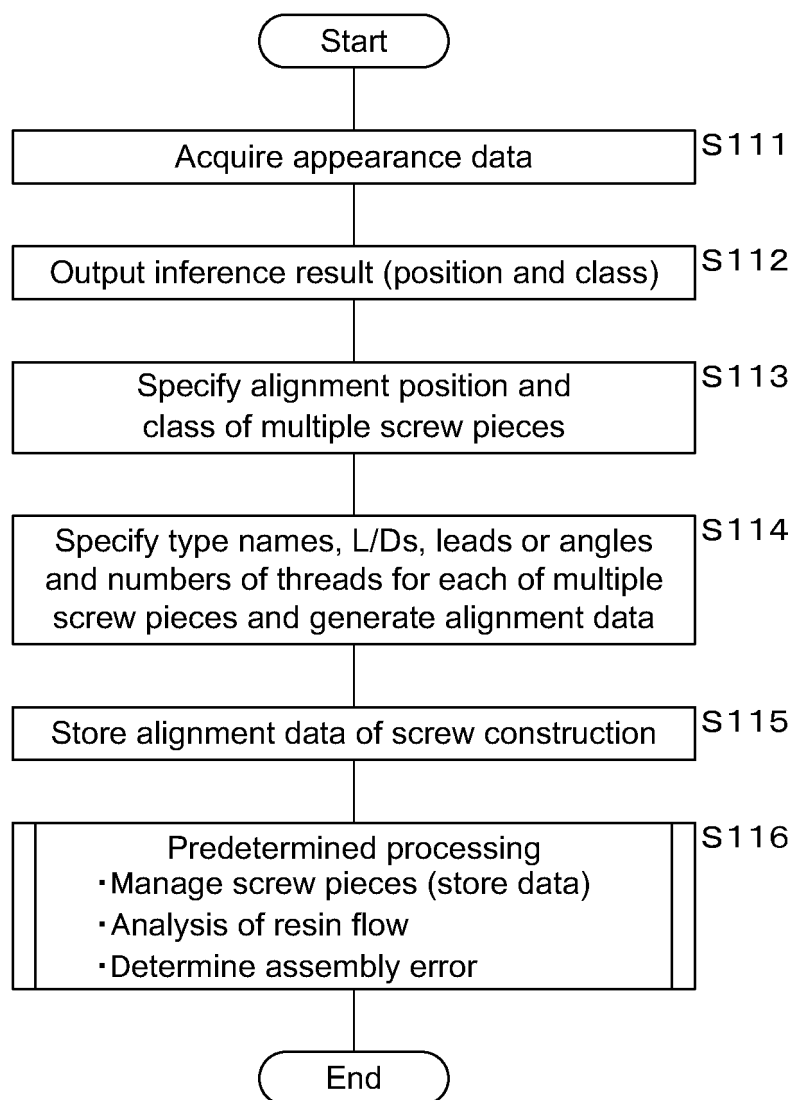 Start
Acquire appearance data
S111
Output inference result (position and class)
S112
Specify alignment position and
class of multiple screw pieces
S113
Specify type names, L/Ds, leads or angles
and numbers of threads for each of multiple
screw pieces and generate alignment data
S114
Store alignment data of screw construction
S115
Predetermined processing
・Manage screw pieces (store data)
・Analysis of resin flow
・Determine assembly error
S116
End